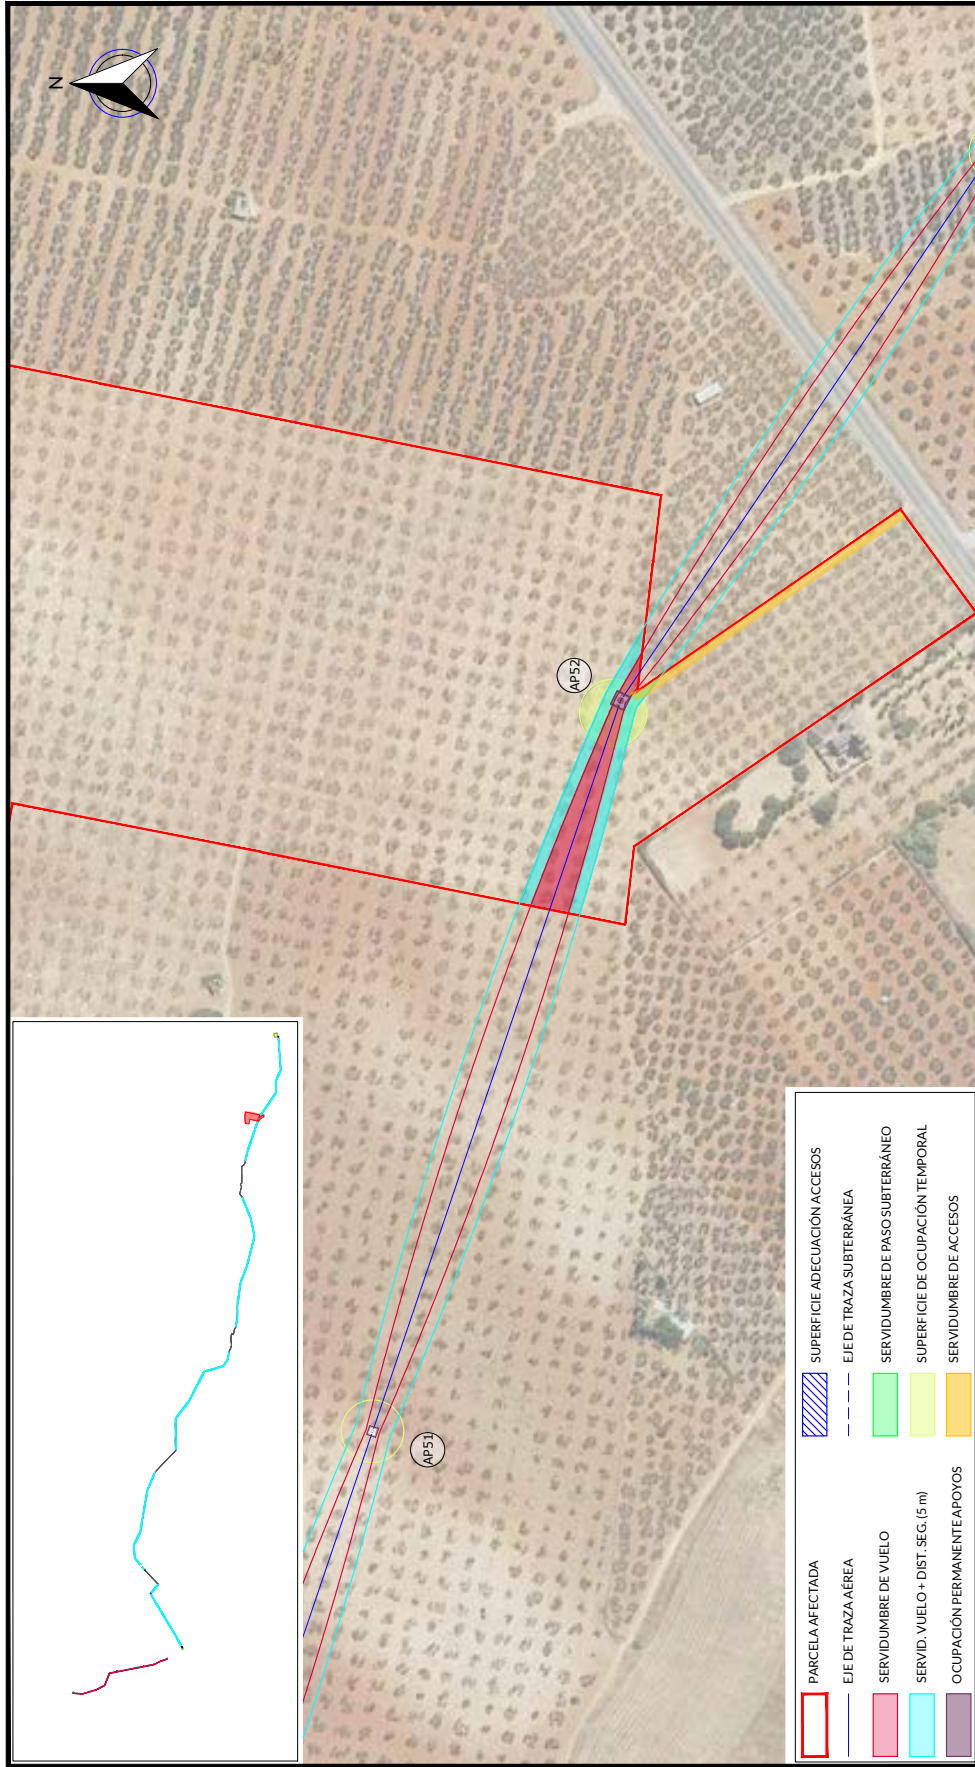 N
AP52
AP51
PARCELA AFECTADA
EJE DE TRAZA AÉREA
SERVIDUMBRE DE VUELO
SERVID. VUELO + DIST. SEG. (5 m)
OCUPACIÓN PERMANENTE APOYOS
SUPERFICIE ADECUACIÓN ACCESOS
EJE DE TRAZA SUBTERRÁNEA
SERVIDUMBRE DE PASO SUBTERRÁNEO
SUPERFICIE DE OCUPACIÓN TEMPORAL
SERVIDUMBRE DE ACCESOS